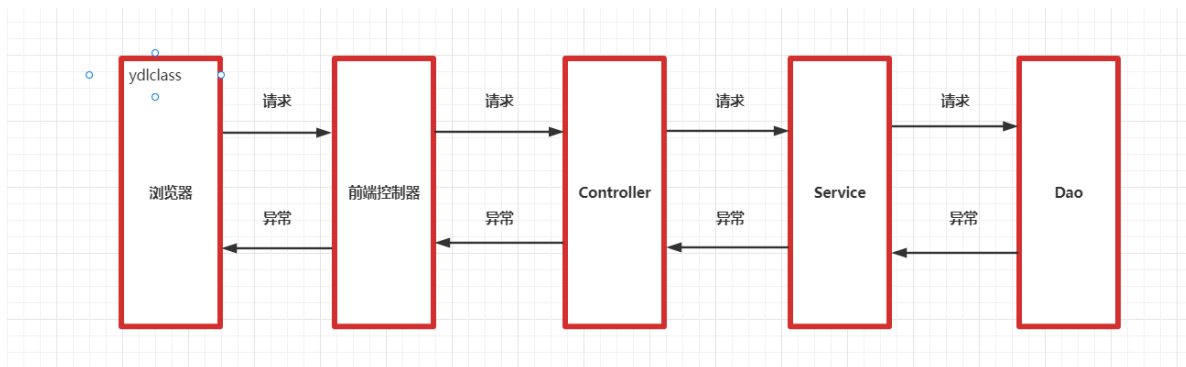 ydlclass
请求
请求
请求
请求
浏览器
前端控制器
Controller
Service
Dao
异常
异常
异常
异常